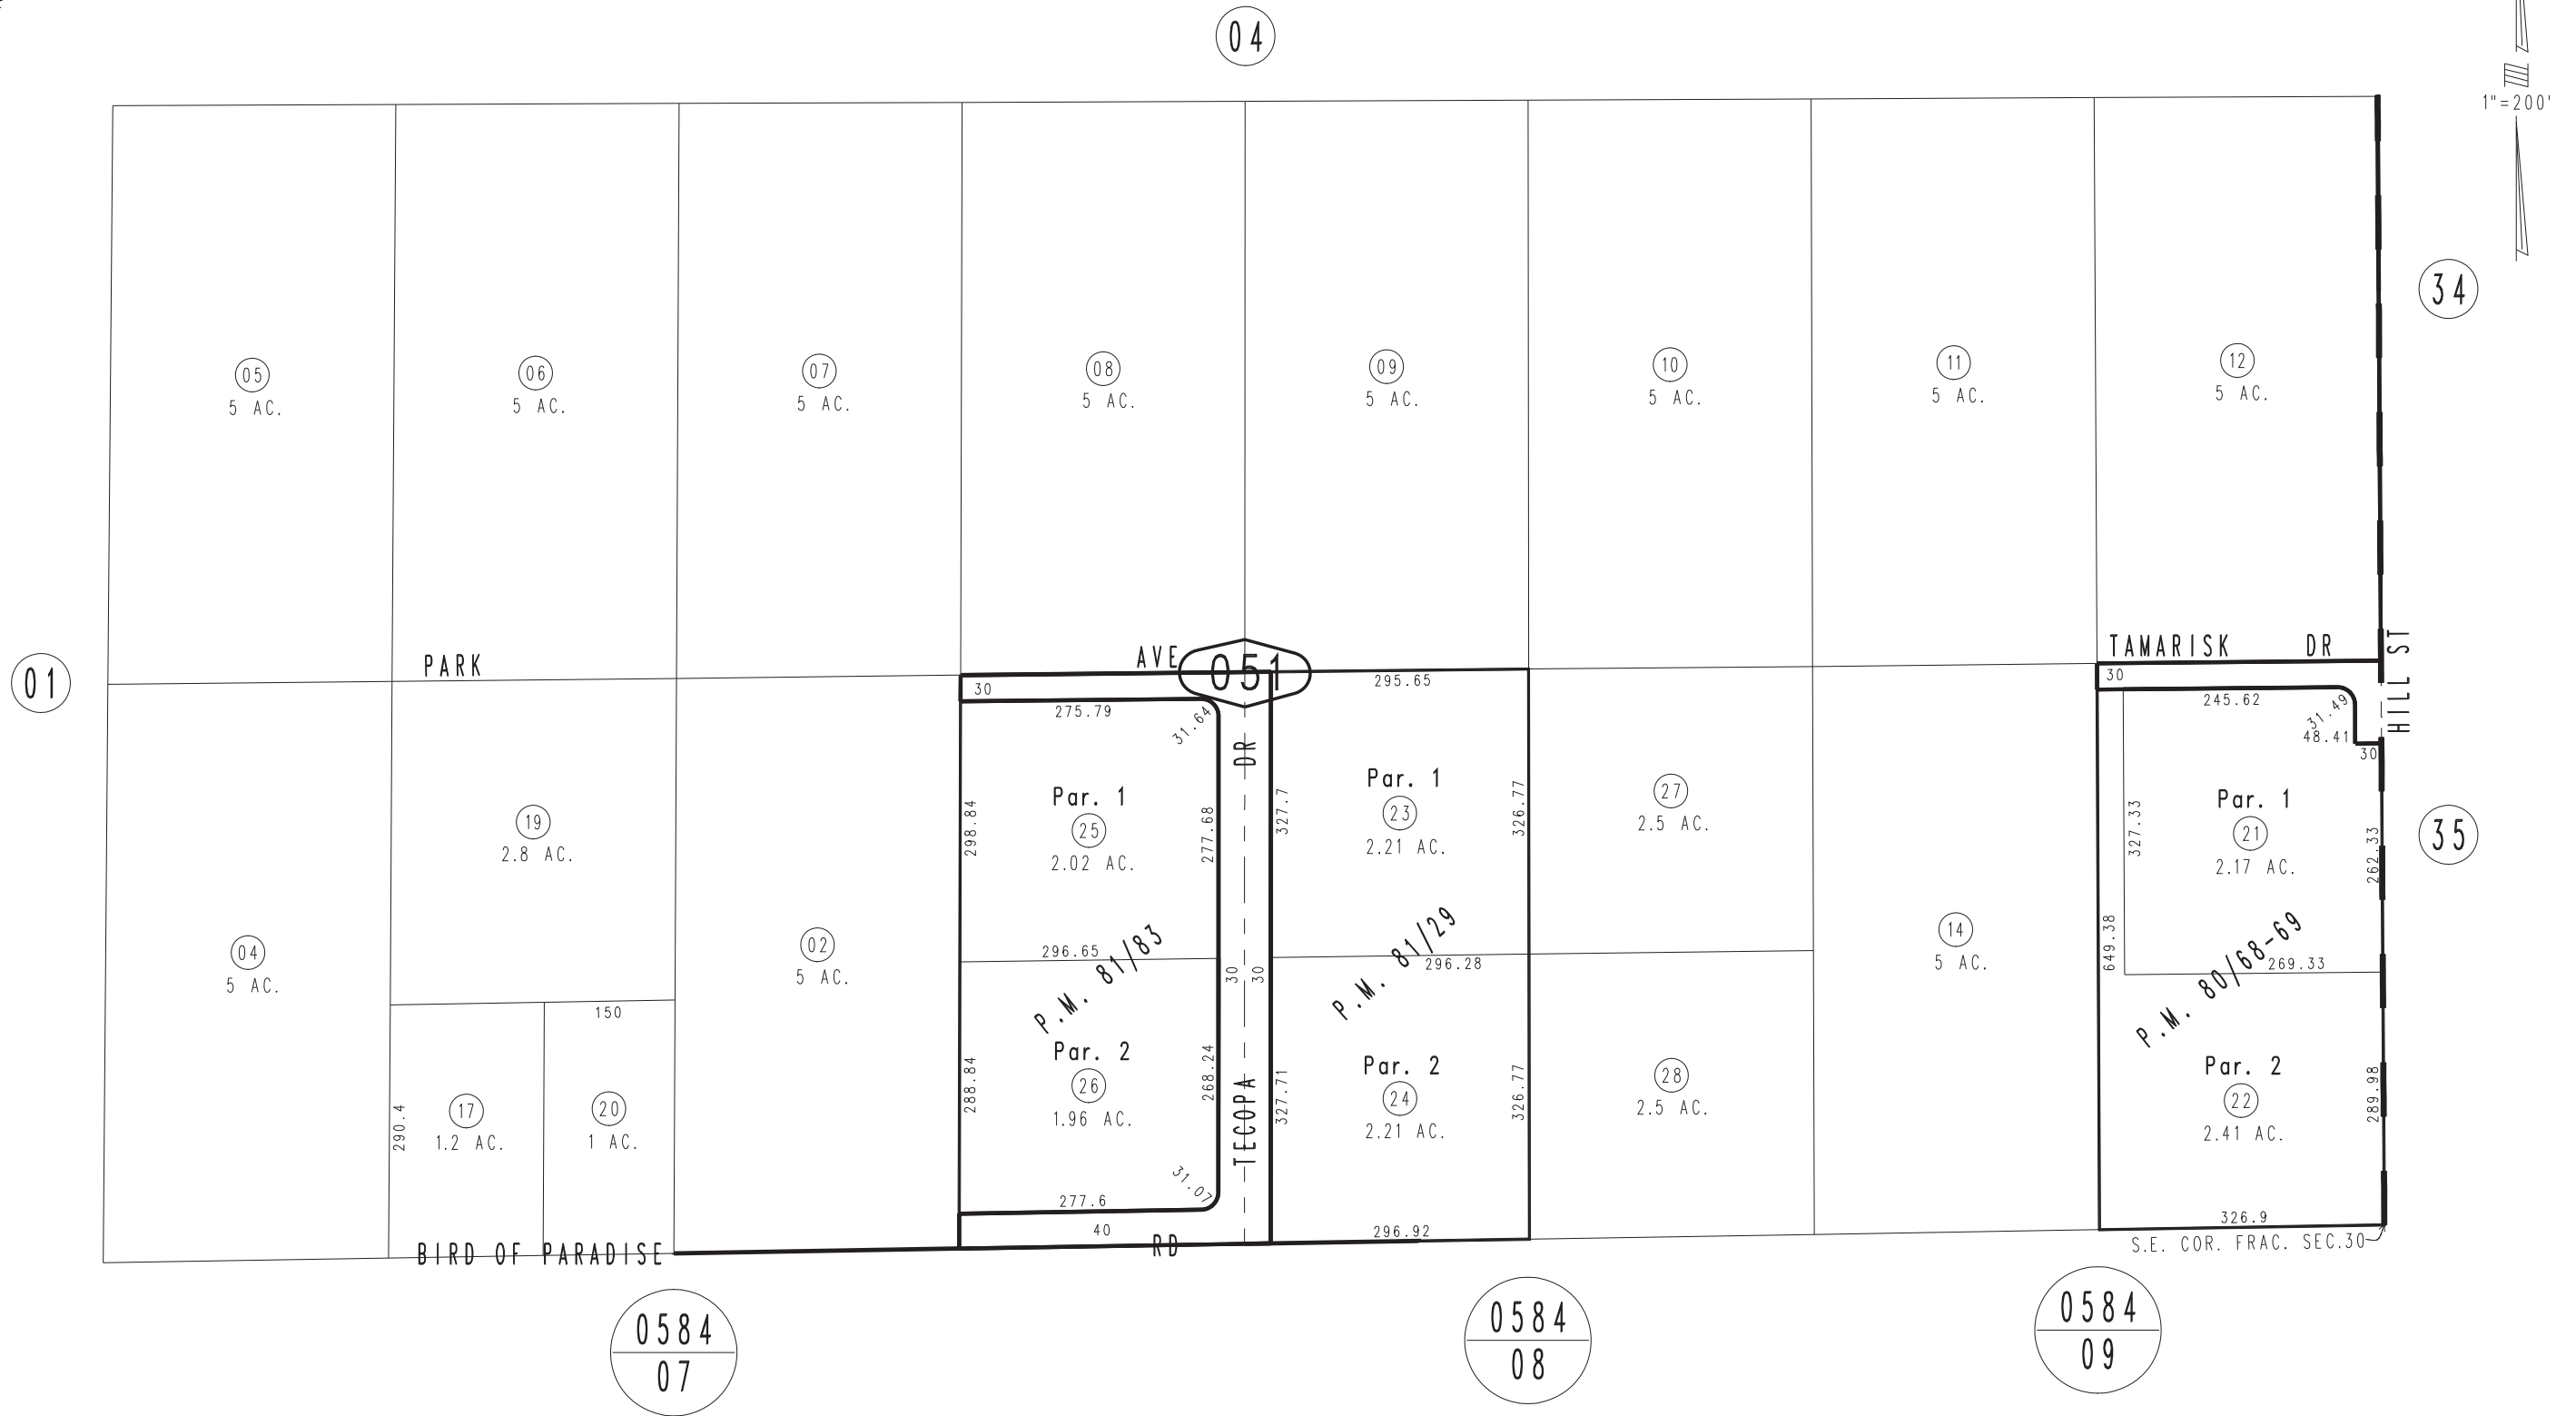 04
1"=200'
34
05
5 AC.
06
5 AC.
07
5 AC.
08
5 AC.
09
5 AC.
10
5 AC.
11
5 AC.
12
5 AC.
01
PARK AVE
051
TAMARISK DR
HILL ST
30
275.79
31.64
295.65
30
245.62
31.49
48.41
30
DR
TECOPA
19
2.8 AC.
Par. 1
25
2.02 AC.
298.84
277.68
327.7
Par. 1
23
2.21 AC.
326.77
27
2.5 AC.
327.33
Par. 1
21
2.17 AC.
262.33
35
04
5 AC.
02
5 AC.
296.65
P.M. 81/83
30
30
P.M. 81/29
296.28
14
5 AC.
649.38
P.M. 80/68-69
269.33
150
290.4
17
1.2 AC.
20
1 AC.
288.84
Par. 2
26
1.96 AC.
268.24
31.07
327.71
Par. 2
24
2.21 AC.
326.77
28
2.5 AC.
Par. 2
22
2.41 AC.
289.98
277.6
40
296.92
326.9
BIRD OF PARADISE RD
S.E. COR. FRAC. SEC.30
0584
07
0584
08
0584
09